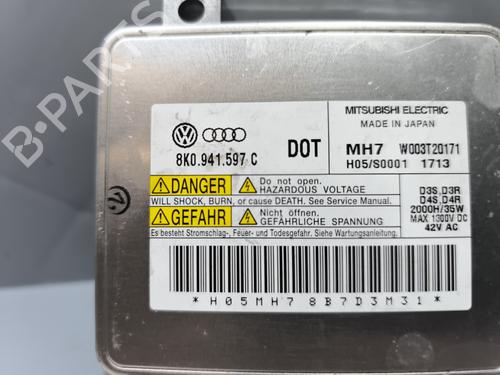 B-PARTS
MITSUBISHI ELECTRIC
MADE IN JAPAN
8K0.941.597 C
DOT
MH7 W003T20171
H05/S0001 1713
DANGER Do not open.
HAZARDOUS VOLTAGE
WILL SHOCK, BURN, or cause DEATH. See Service Manual.
GEFAHR Nicht öffnen.
GEFÄHRLICHE SPANNUNG
Es besteht Stromschlag-, Feuer- und Todesgefahr. Siehe Wartungsanleitung.
D3S,D3R
D4S,D4R
2000H/35W
MAX 1300V DC
42V AC
*H05MH78B7D3M31*